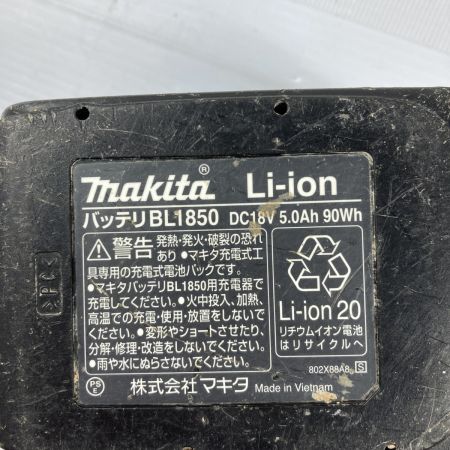 makita® Li-ion
バッテリBL1850 DC18V 5.0Ah 90Wh
⚠警告 発熱・発火・破裂の恐れあり ●マキタ充電式工
具専用の充電式電池パックです。
●マキタバッテリBL1850用充電器で
充電してください。●火中投入、加熱、
高温での充電・使用・放置をしないで
ください。●変形やショートさせたり、
分解・修理・改造をしないでください。
●雨や水にぬらさないでください。
Li-ion 20
リチウムイオン電池
はリサイクルへ
802X88A8 S
PS
E
株式会社マキタ Made in Vietnam